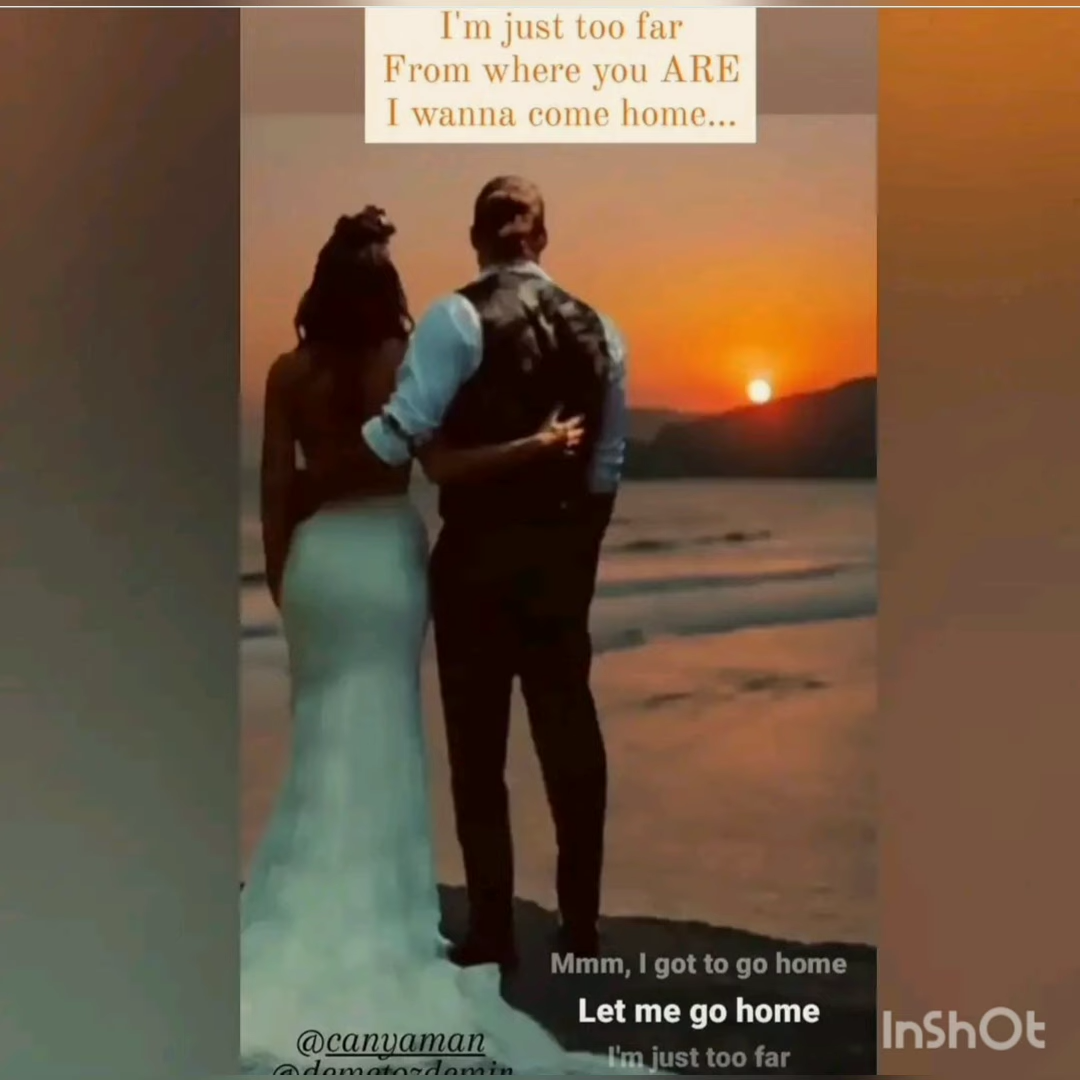 I'm just too far
From where you ARE
I wanna come home...
Mmm, I got to go home
Let me go home
I'm just too far
@canyaman
@demetozdemir
InShOt